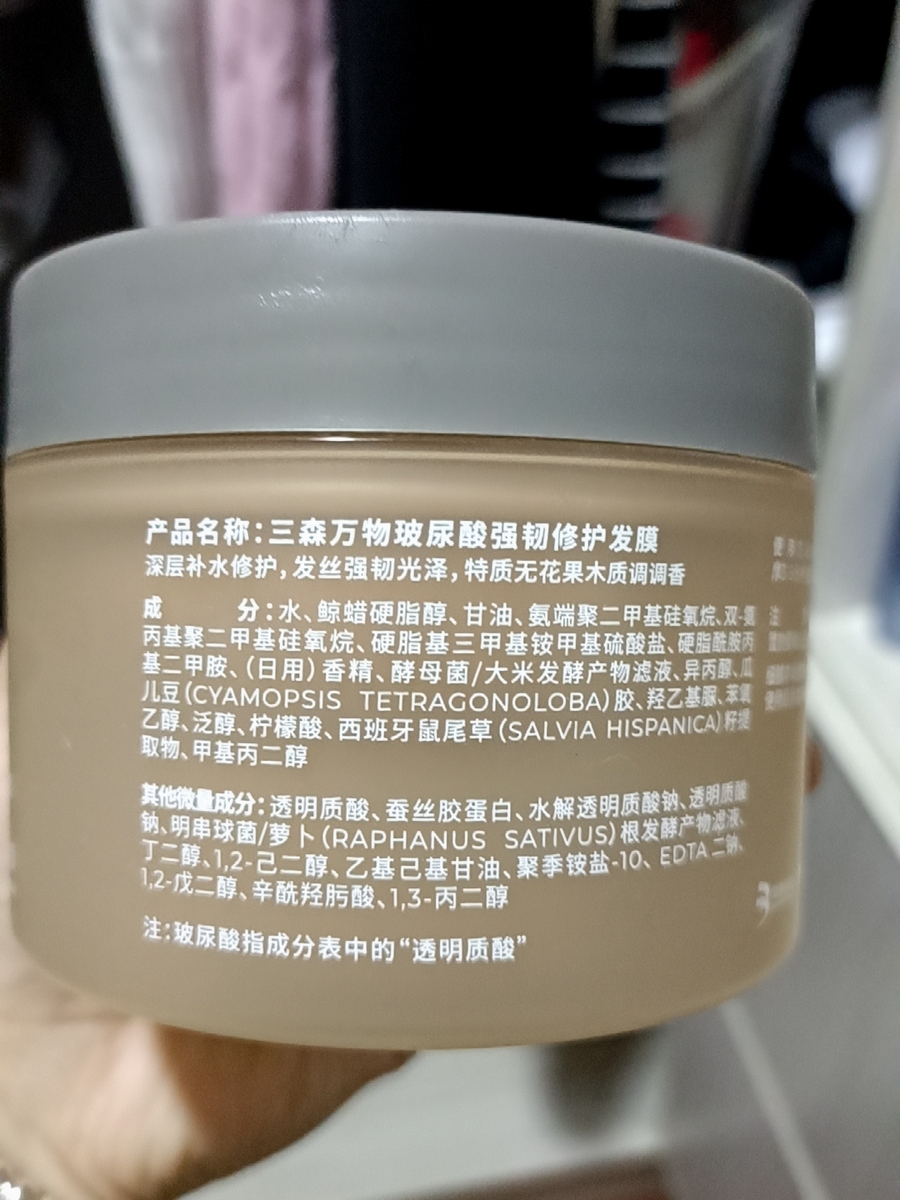 产品名称：三森万物玻尿酸强韧修护发膜
深层补水修护，发丝强韧光泽，特质无花果木质调调香
成 分：水、鲸蜡硬脂醇、甘油、氨端聚二甲基硅氧烷、双-氨
丙基聚二甲基硅氧烷、硬脂基三甲基铵甲基硫酸盐、硬脂酰胺丙
基二甲胺、（日用）香精、酵母菌/大米发酵产物滤液、异丙醇、瓜
儿豆（CYAMOPSIS TETRAGONOLOBA）胶、羟乙基脲、苯氧
乙醇、泛醇、柠檬酸、西班牙鼠尾草（SALVIA HISPANICA）籽提
取物、甲基丙二醇
其他微量成分：透明质酸、蚕丝胶蛋白、水解透明质酸钠、透明质酸
钠、明串球菌/萝卜（RAPHANUS SATIVUS）根发酵产物滤液、
丁二醇、1,2-己二醇、乙基己基甘油、聚季铵盐-10、EDTA二钠、
1,2-戊二醇、辛酰羟肟酸、1,3-丙二醇
注：玻尿酸指成分表中的“透明质酸”
注